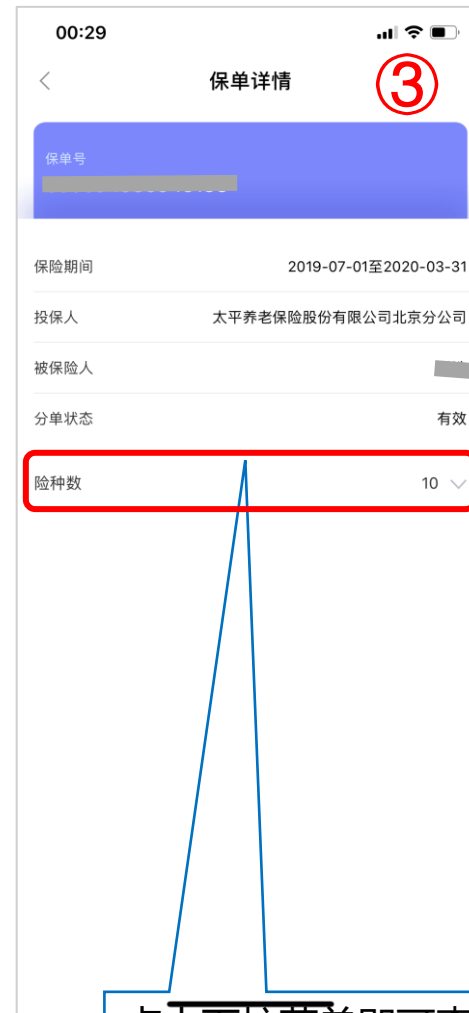 00:29
保单详情
③
保单号
保险期间 2019-07-01至2020-03-31
投保人 太平养老保险股份有限公司北京分公司
被保险人
分单状态 有效
险种数 10